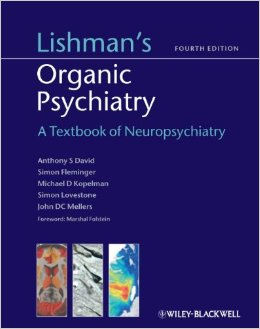 Lishman's
FOURTH EDITION
Organic
Psychiatry
A Textbook of Neuropsychiatry
Anthony S David
Simon Fleminger
Michael D Kopelman
Simon Lovestone
John DC Mellers
Foreword: Marshal Folstein
WILEY-BLACKWELL